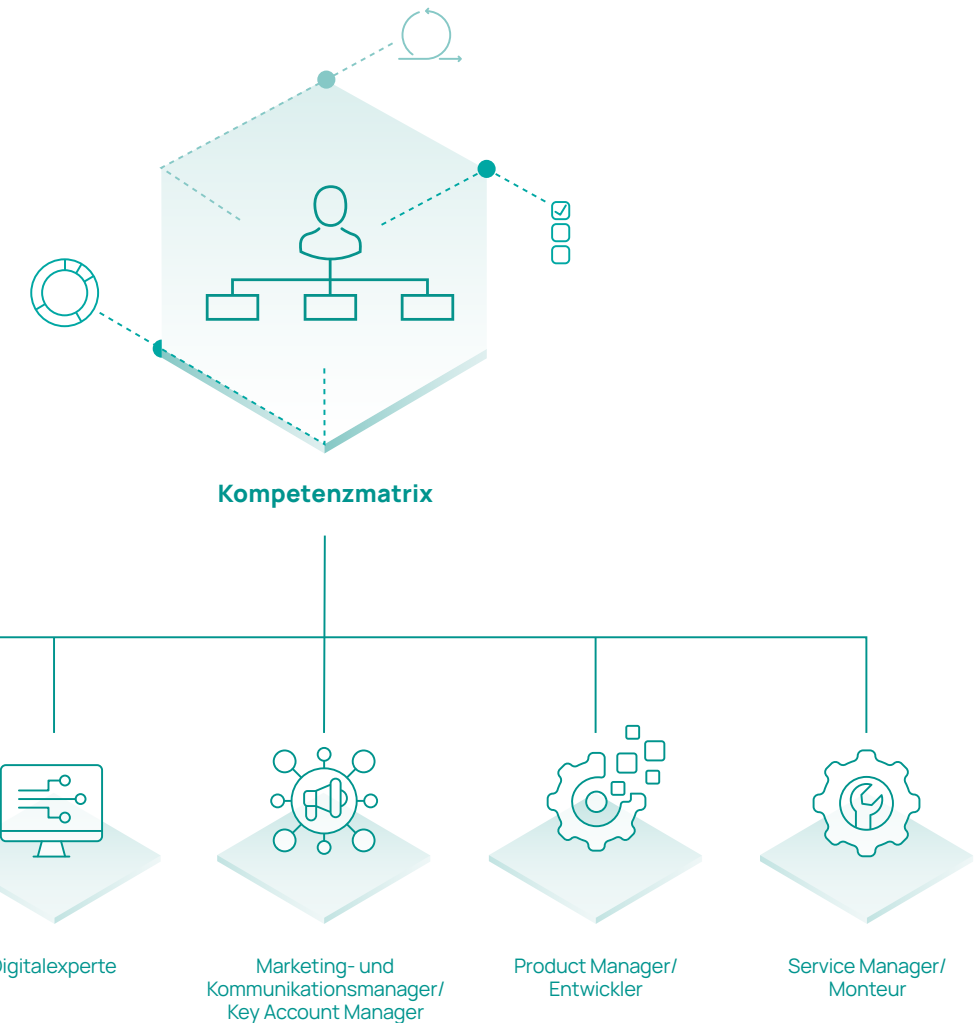 Kompetenzmatrix
Digitalexperte
Marketing- und
Kommunikationsmanager/
Key Account Manager
Product Manager/
Entwickler
Service Manager/
Monteur